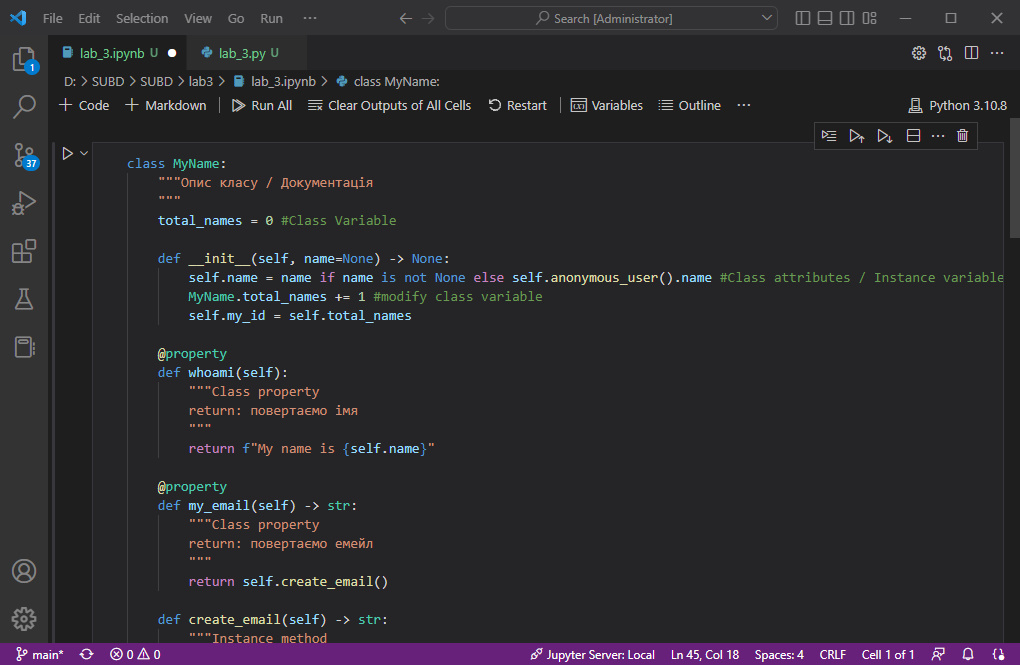 File Edit Selection View Go Run ··· Search [Administrator]
lab_3.ipynb U ● lab_3.py U
D: > SUBD > SUBD > lab3 > lab_3.ipynb > class MyName:
+ Code + Markdown Run All Clear Outputs of All Cells Restart Variables Outline ··· Python 3.10.8
1
37
class MyName:
"""Опис класу / Документація
"""
total_names = 0 #Class Variable
def __init__(self, name=None) -> None:
self.name = name if name is not None else self.anonymous_user().name #Class attributes / Instance variable
MyName.total_names += 1 #modify class variable
self.my_id = self.total_names
@property
def whoami(self):
"""Class property
return: повертаємо імя
"""
return f"My name is {self.name}"
@property
def my_email(self) -> str:
"""Class property
return: повертаємо емейл
"""
return self.create_email()
def create_email(self) -> str:
"""Instance method
main* 0 0 Jupyter Server: Local Ln 45, Col 18 Spaces: 4 CRLF Cell 1 of 1